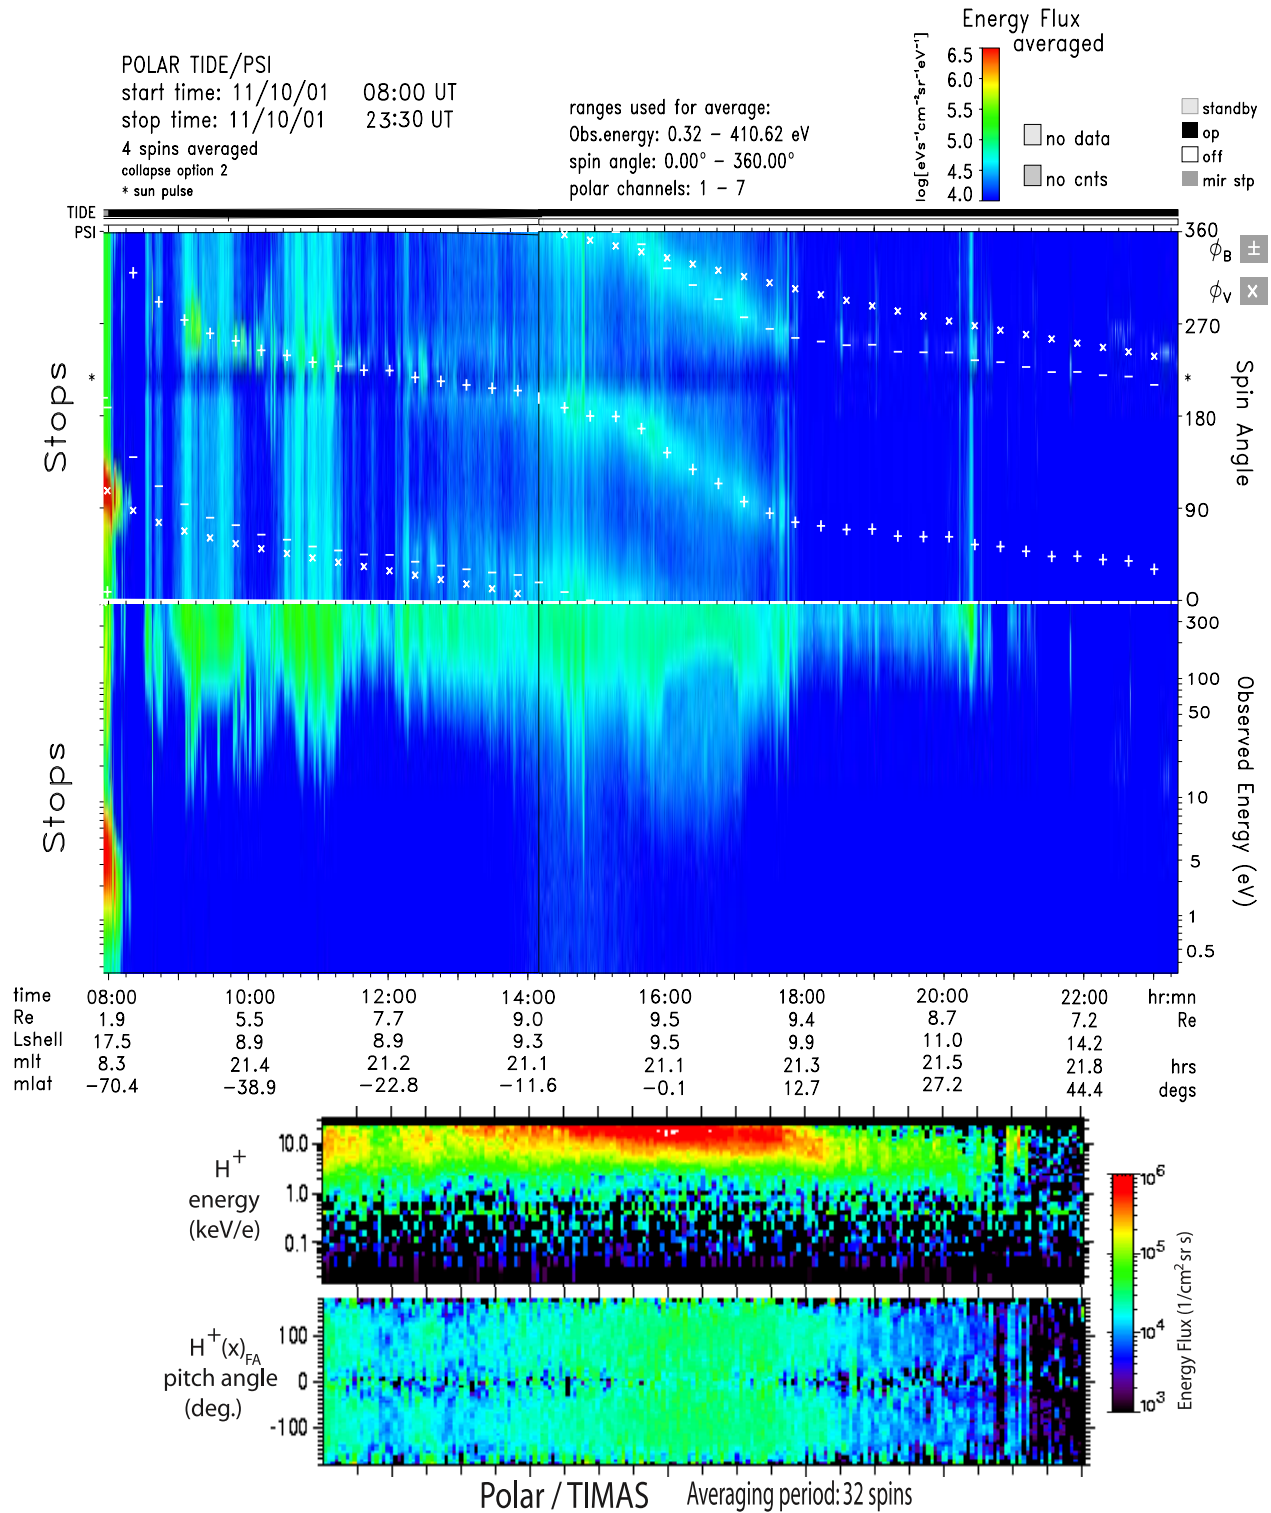 POLAR TIDE/PSI
start time: 11/10/01 08:00 UT
stop time: 11/10/01 23:30 UT
4 spins averaged
collapse option 2
* sun pulse
ranges used for average:
Obs.energy: 0.32 – 410.62 eV
spin angle: 0.00° – 360.00°
polar channels: 1 – 7
Energy Flux
averaged
log[eVs⁻¹cm⁻²sr⁻¹eV⁻¹]
6.5
6.0
5.5
5.0
4.5
4.0
no data
no cnts
standby
op
off
mir stp
TIDE
PSI
Stops
*
360
270
180
90
0
*
Spin Angle
ϕB ±
ϕV ×
Stops
300
100
50
10
5
1
0.5
Observed Energy (eV)
time 08:00 10:00 12:00 14:00 16:00 18:00 20:00 22:00 hr:mn
Re 1.9 5.5 7.7 9.0 9.5 9.4 8.7 7.2 Re
Lshell 17.5 8.9 8.9 9.3 9.5 9.9 11.0 14.2
mlt 8.3 21.4 21.2 21.1 21.1 21.3 21.5 21.8 hrs
mlat −70.4 −38.9 −22.8 −11.6 −0.1 12.7 27.2 44.4 degs
H⁺
energy
(keV/e)
10.0
1.0
0.1
H⁺(x)FA
pitch angle
(deg.)
100
0
-100
10⁶
10⁵
10⁴
10³
Energy Flux (1/cm² sr s)
Polar / TIMAS Averaging period: 32 spins